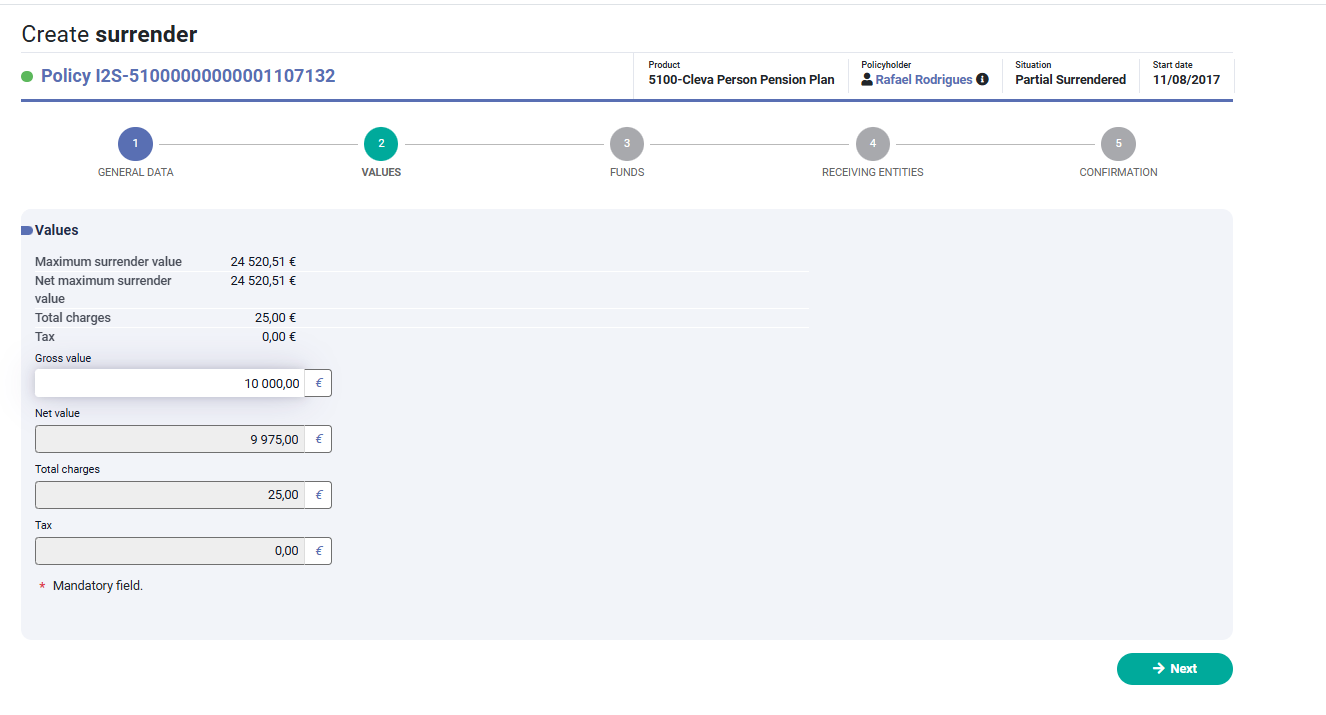 Create surrender
Policy I2S-51000000000001107132
Product
5100-Cleva Person Pension Plan
Policyholder
Rafael Rodrigues
Situation
Partial Surrendered
Start date
11/08/2017
1
GENERAL DATA
2
VALUES
3
FUNDS
4
RECEIVING ENTITIES
5
CONFIRMATION
Values
Maximum surrender value 24 520,51 €
Net maximum surrender 24 520,51 €
value
Total charges 25,00 €
Tax 0,00 €
Gross value
10 000,00 €
Net value
9 975,00 €
Total charges
25,00 €
Tax
0,00 €
* Mandatory field.
Next